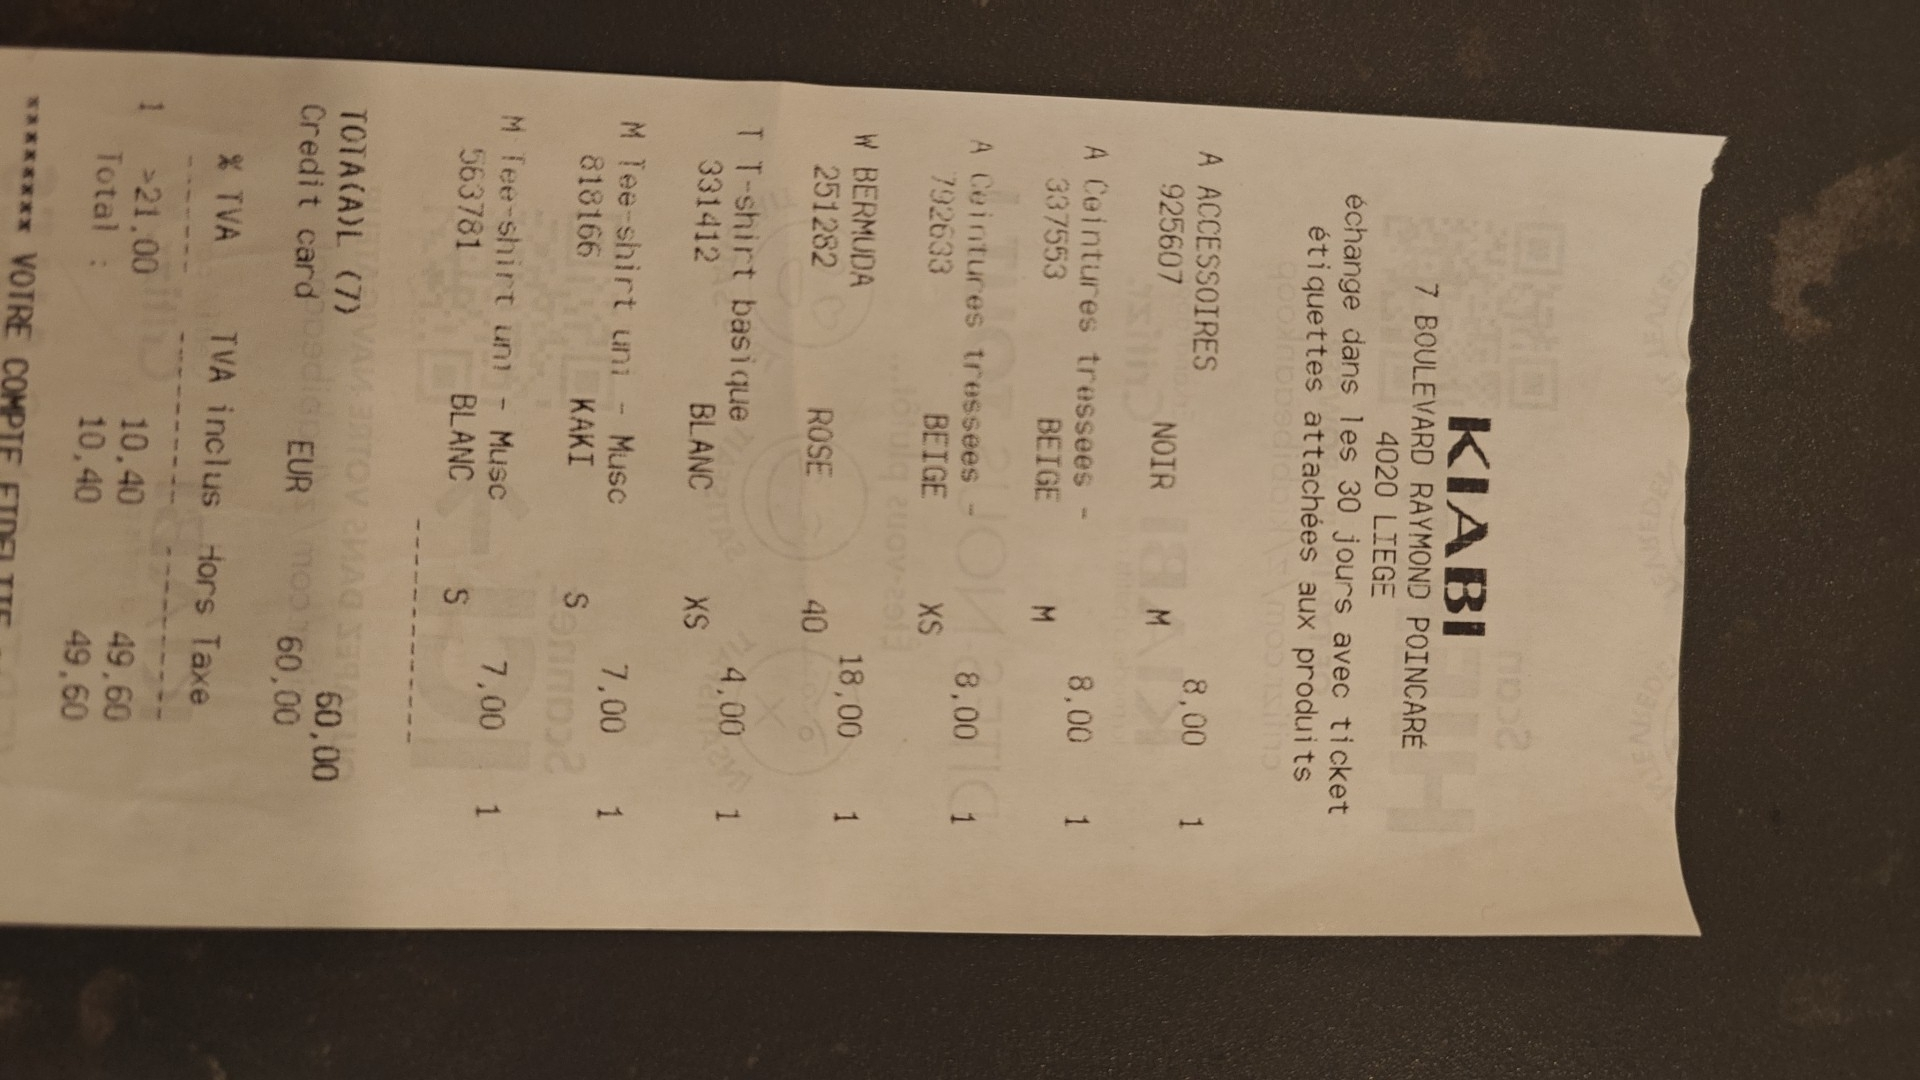 KIABI
7 BOULEVARD RAYMOND POINCARÉ
4020 LIEGE
échange dans les 30 jours avec ticket
étiquettes attachées aux produits
A ACCESSOIRES 8,00 1
925607 NOIR M
A Ceintures tressees - 8,00 1
337553 BEIGE M
A Ceintures tressees - 8,00 1
792633 BEIGE XS
W BERMUDA 18,00 1
251282 ROSE 40
T T-shirt basique 4,00 1
331412 BLANC XS
M Tee-shirt uni - Musc 7,00 1
818166 KAKI S
M Tee-shirt uni - Musc 7,00 1
563781 BLANC S
--------------------
TOTA(A)L (7) 60,00
Credit card EUR 60,00
% TVA TVA inclus Hors Taxe
------- --------------- ---------------
1 >21,00 10,40 49,60
Total : 10,40 49,60
******** VOTRE COMPTE FIDELITE